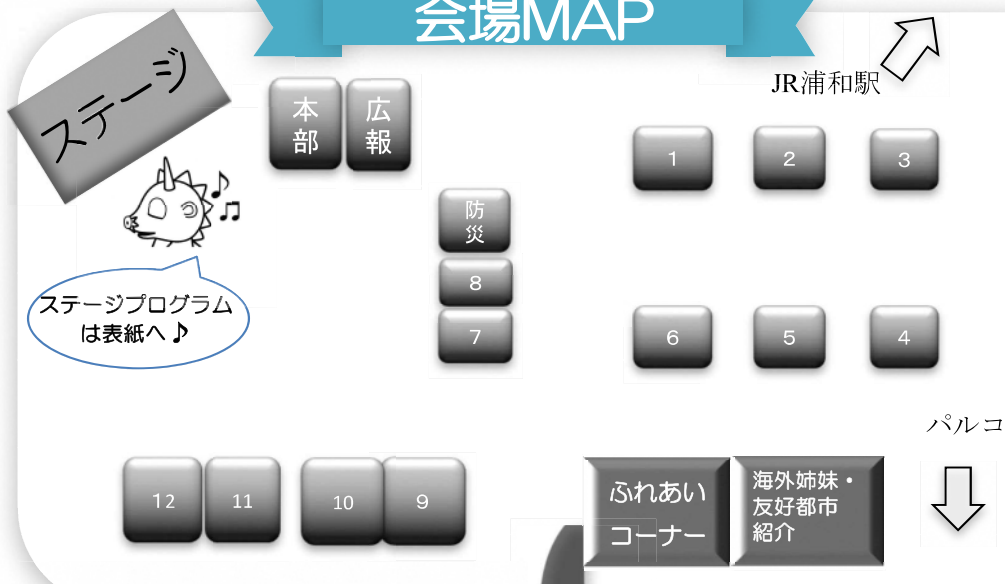 会場MAP
ステージ
JR浦和駅
本部
広報
1
2
3
防災
8
7
ステージプログラム
は表紙へ♪
6
5
4
パルコ
12
11
10
9
ふれあい
コーナー
海外姉妹・
友好都市
紹介